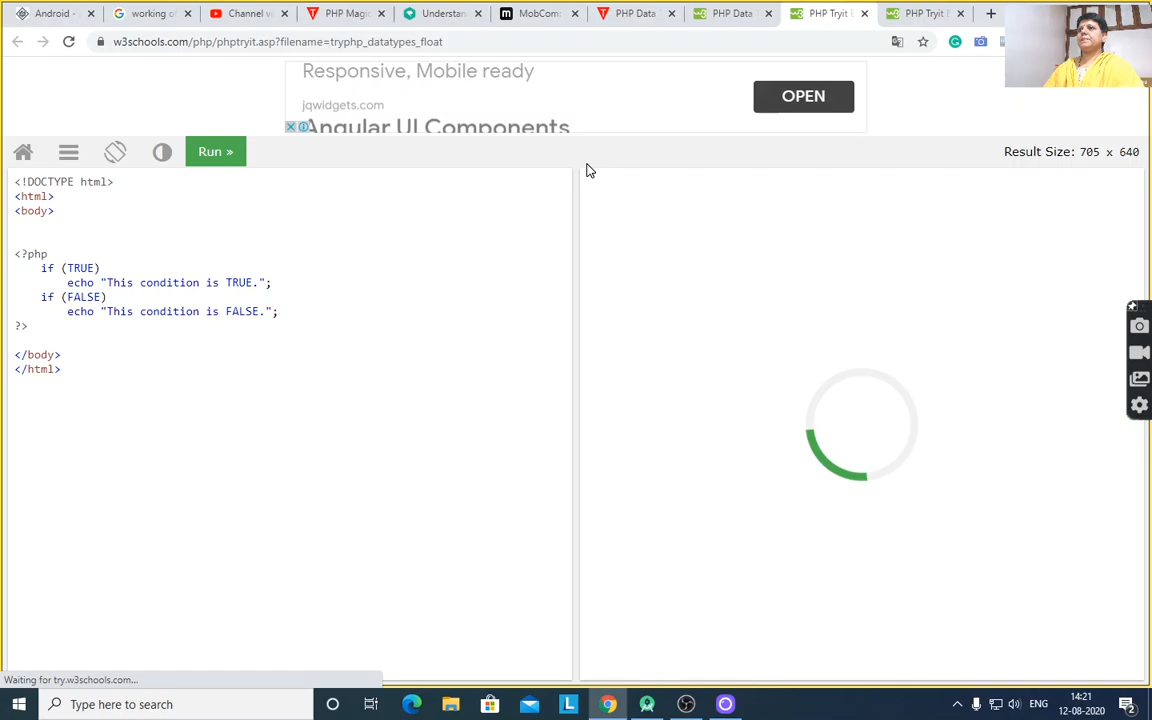 Android -
working of
Channel v
PHP Magic
Understan
MobCom
PHP Data
PHP Data
PHP Tryit E
PHP Tryit E
w3schools.com/php/phptryit.asp?filename=tryphp_datatypes_float
Responsive, Mobile ready
jqwidgets.com
Angular UI Components
OPEN
Run »
Result Size: 705 x 640
<!DOCTYPE html>
<html>
<body>
<?php
if (TRUE)
echo "This condition is TRUE.";
if (FALSE)
echo "This condition is FALSE.";
?>
</body>
</html>
Waiting for try.w3schools.com...
Type here to search
ENG
14:21
12-08-2020
2